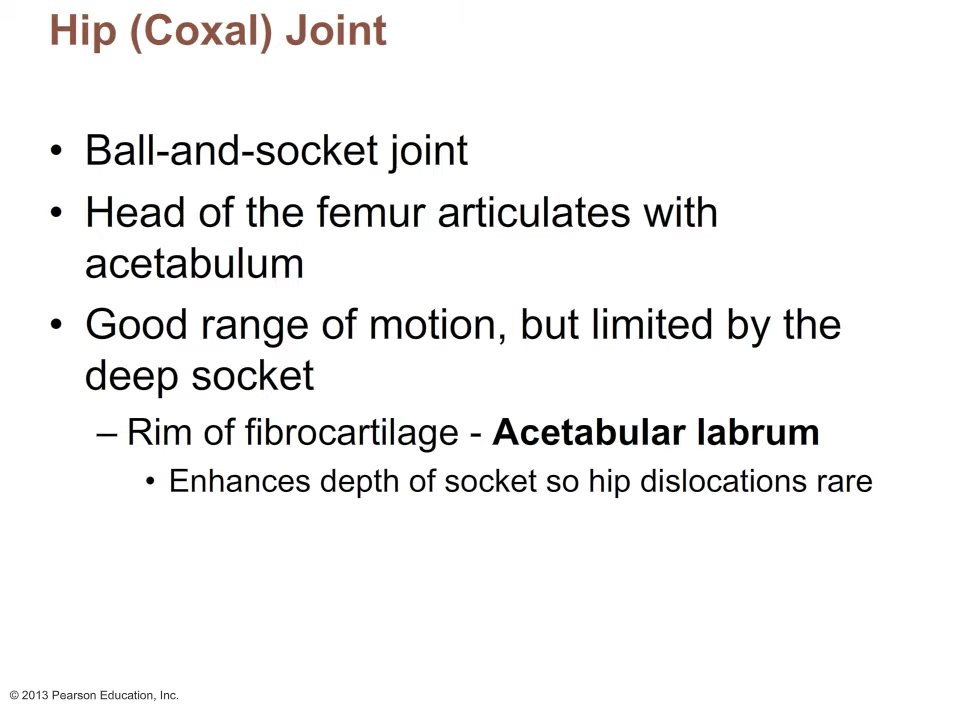 Hip (Coxal) Joint
• Ball-and-socket joint
• Head of the femur articulates with
acetabulum
• Good range of motion, but limited by the
deep socket
– Rim of fibrocartilage - Acetabular labrum
• Enhances depth of socket so hip dislocations rare
© 2013 Pearson Education, Inc.